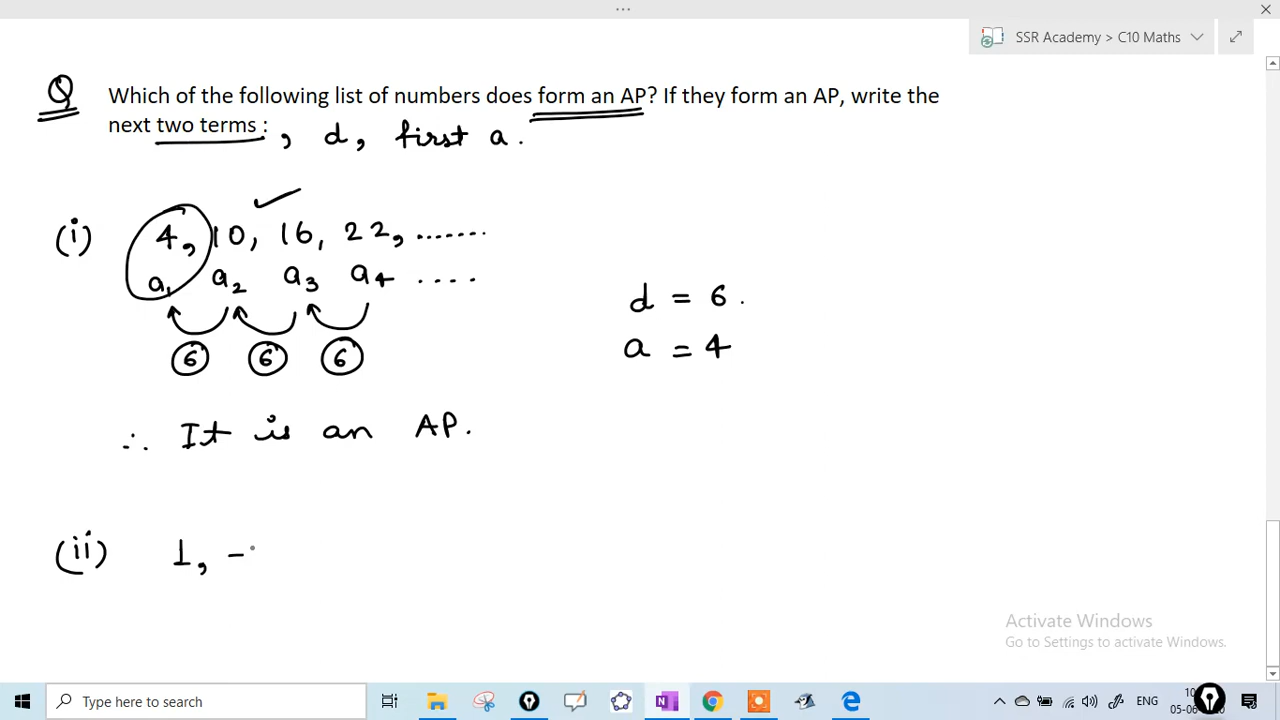 ...
SSR Academy > C10 Maths
Q Which of the following list of numbers does form an AP? If they form an AP, write the
next two terms : , d, first a.
(i) 4, 10, 16, 22, .......
a1 a2 a3 a4 ....
6 6 6
d = 6.
a = 4
∴ It is an AP.
(ii) 1, -
Activate Windows
Go to Settings to activate Windows.
Type here to search
ENG